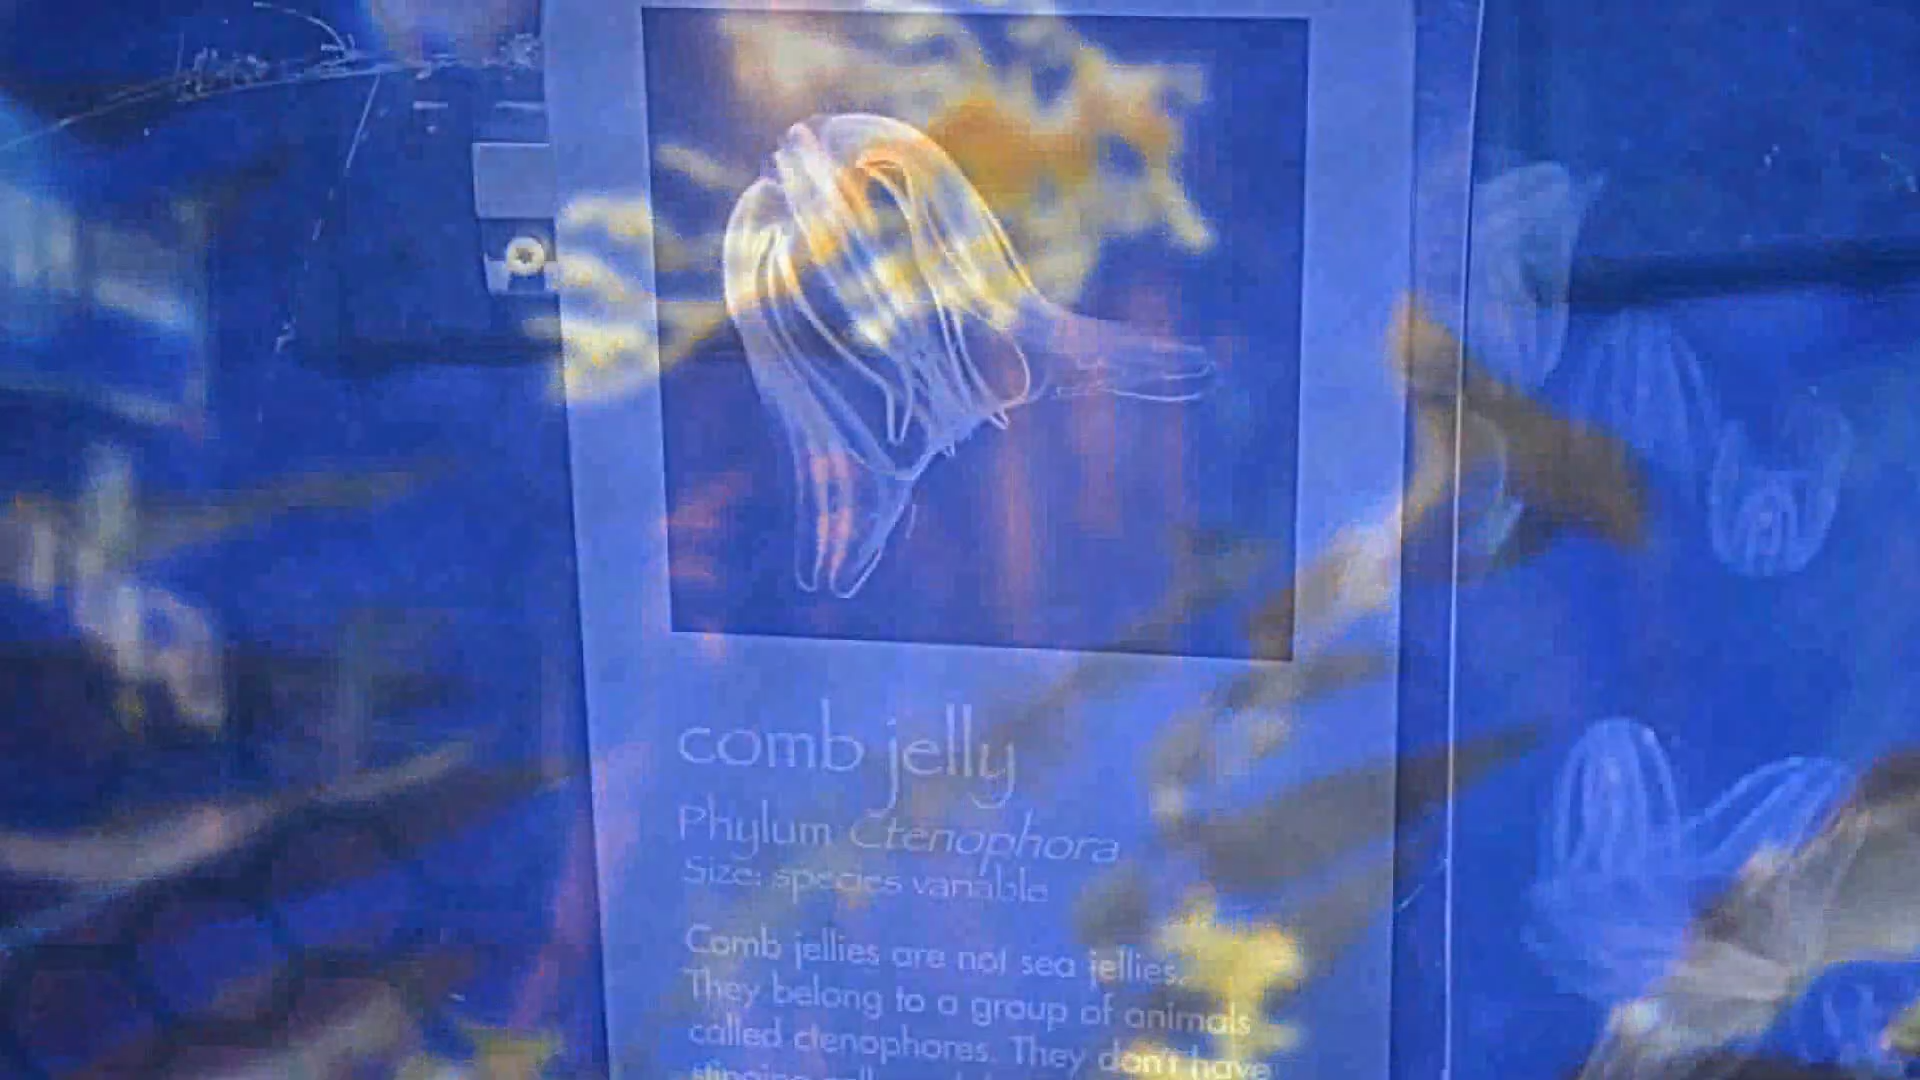 comb jelly
Phylum Ctenophora
Size: species variable
Comb jellies are not sea jellies.
They belong to a group of animals
called ctenophores. They don't have
stinging